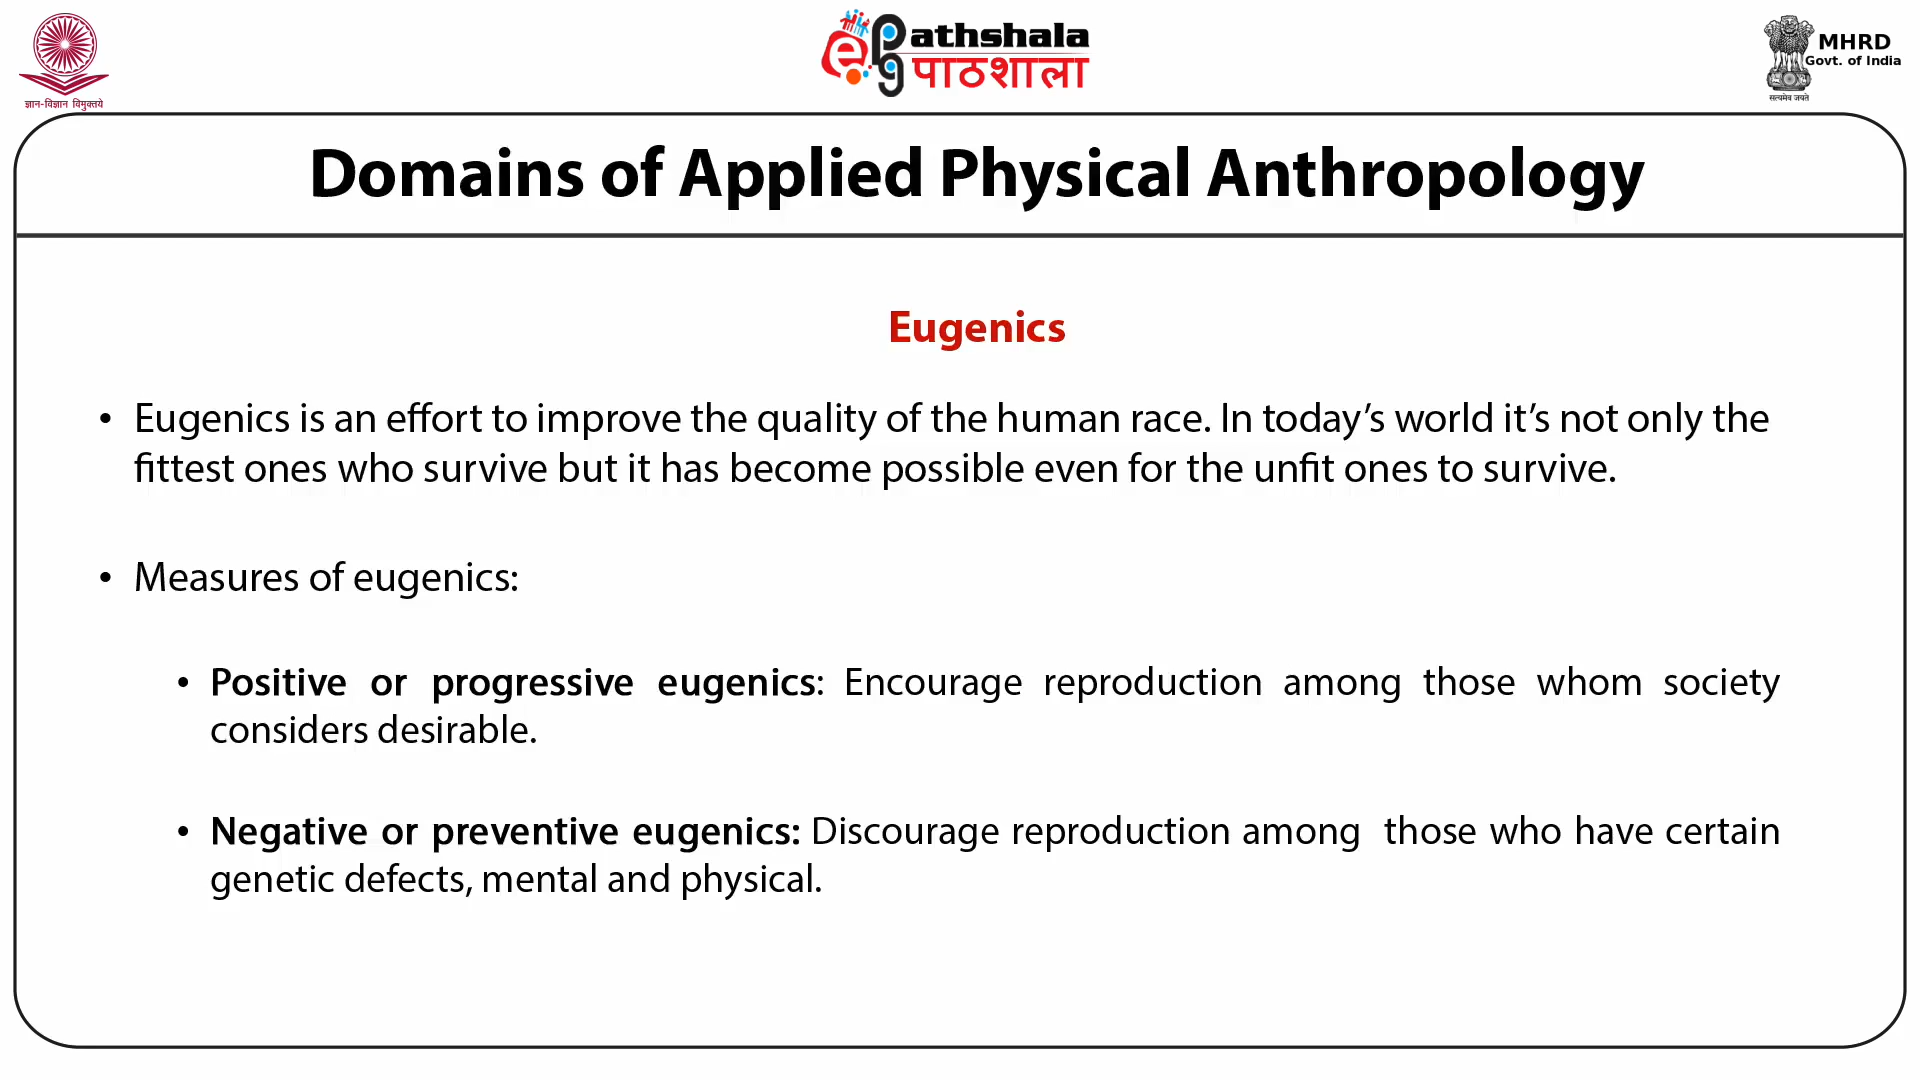 ज्ञान-विज्ञान विमुक्तये
ePathshala
पाठशाला
MHRD
Govt. of India
सत्यमेव जयते
Domains of Applied Physical Anthropology
Eugenics
• Eugenics is an effort to improve the quality of the human race. In today’s world it’s not only the
fittest ones who survive but it has become possible even for the unfit ones to survive.
• Measures of eugenics:
• Positive or progressive eugenics: Encourage reproduction among those whom society
considers desirable.
• Negative or preventive eugenics: Discourage reproduction among those who have certain
genetic defects, mental and physical.